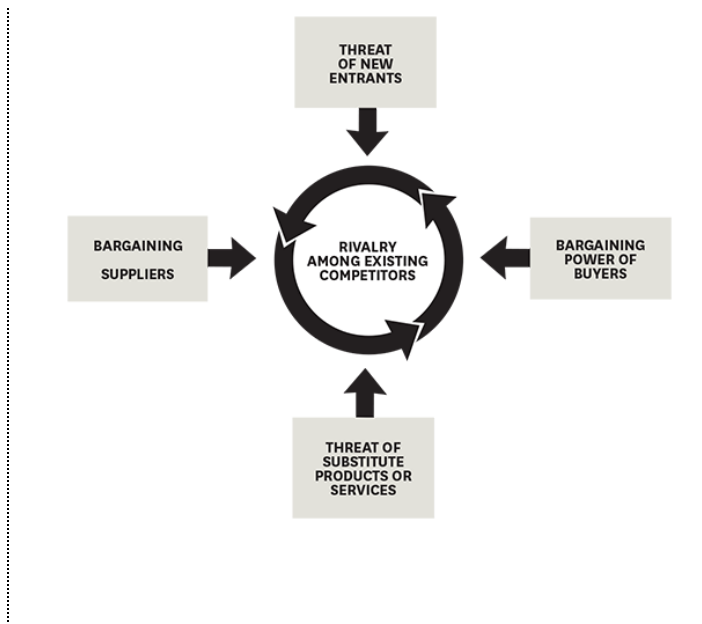 THREAT
OF NEW
ENTRANTS
BARGAINING
SUPPLIERS
RIVALRY
AMONG EXISTING
COMPETITORS
BARGAINING
POWER OF
BUYERS
THREAT OF
SUBSTITUTE
PRODUCTS OR
SERVICES